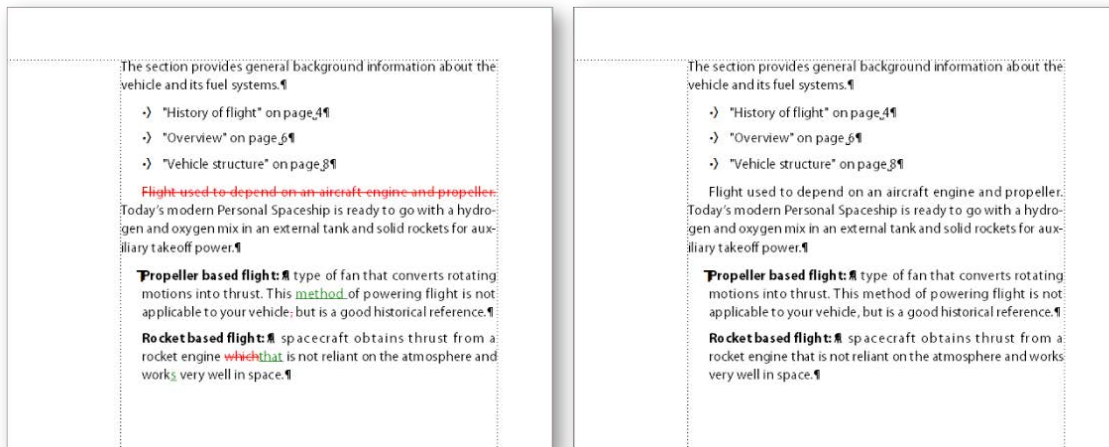 The section provides general background information about the
vehicle and its fuel systems.¶
•⟩ "History of flight" on page 4¶
•⟩ "Overview" on page 6¶
•⟩ "Vehicle structure" on page 8¶
Flight used to depend on an aircraft engine and propeller.
Today's modern Personal Spaceship is ready to go with a hydro-
gen and oxygen mix in an external tank and solid rockets for aux-
iliary takeoff power.¶
Propeller based flight:¶ type of fan that converts rotating
motions into thrust. This method of powering flight is not
applicable to your vehicle, but is a good historical reference.¶
Rocket based flight:¶ spacecraft obtains thrust from a
rocket engine whichthat is not reliant on the atmosphere and
works very well in space.¶
The section provides general background information about the
vehicle and its fuel systems.¶
•⟩ "History of flight" on page 4¶
•⟩ "Overview" on page 6¶
•⟩ "Vehicle structure" on page 8¶
Flight used to depend on an aircraft engine and propeller.
Today's modern Personal Spaceship is ready to go with a hydro-
gen and oxygen mix in an external tank and solid rockets for aux-
iliary takeoff power.¶
Propeller based flight:¶ type of fan that converts rotating
motions into thrust. This method of powering flight is not
applicable to your vehicle, but is a good historical reference.¶
Rocket based flight:¶ spacecraft obtains thrust from a
rocket engine that is not reliant on the atmosphere and works
very well in space.¶